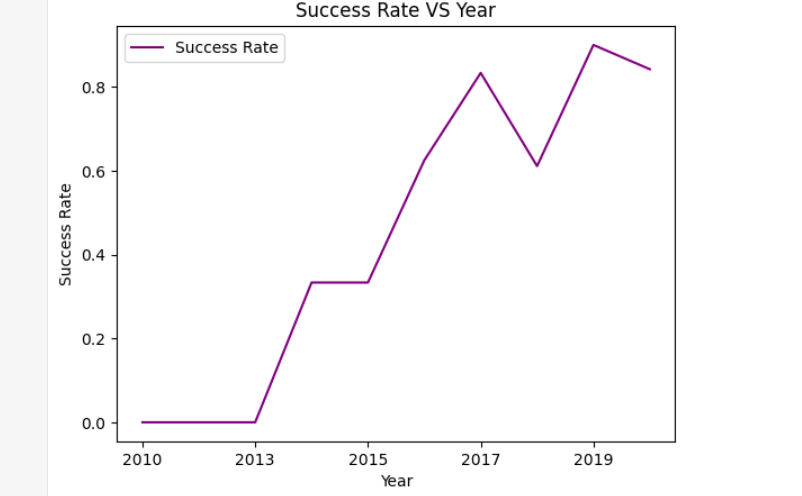 Success Rate VS Year
Success Rate
0.8
0.6
0.4
0.2
0.0
Success Rate
2010 2013 2015 2017 2019
Year